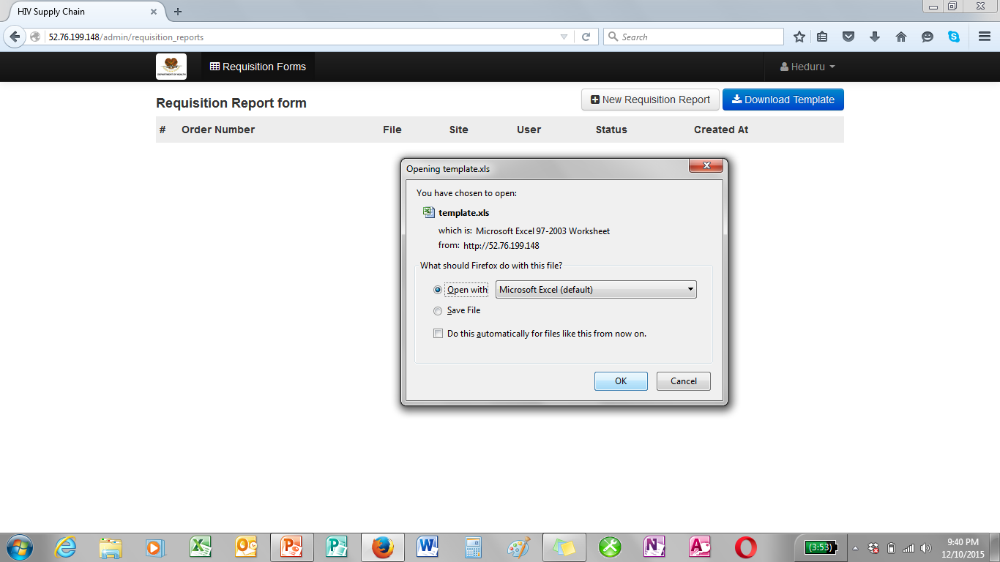 HIV Supply Chain
52.76.199.148/admin/requisition_reports
Search
DEPARTMENT OF HEALTH
Requisition Forms
Heduru
Requisition Report form
New Requisition Report
Download Template
# Order Number File Site User Status Created At
Opening template.xls
You have chosen to open:
template.xls
which is: Microsoft Excel 97-2003 Worksheet
from: http://52.76.199.148
What should Firefox do with this file?
Open with Microsoft Excel (default)
Save File
Do this automatically for files like this from now on.
OK Cancel
(3:53)
9:40 PM
12/10/2015